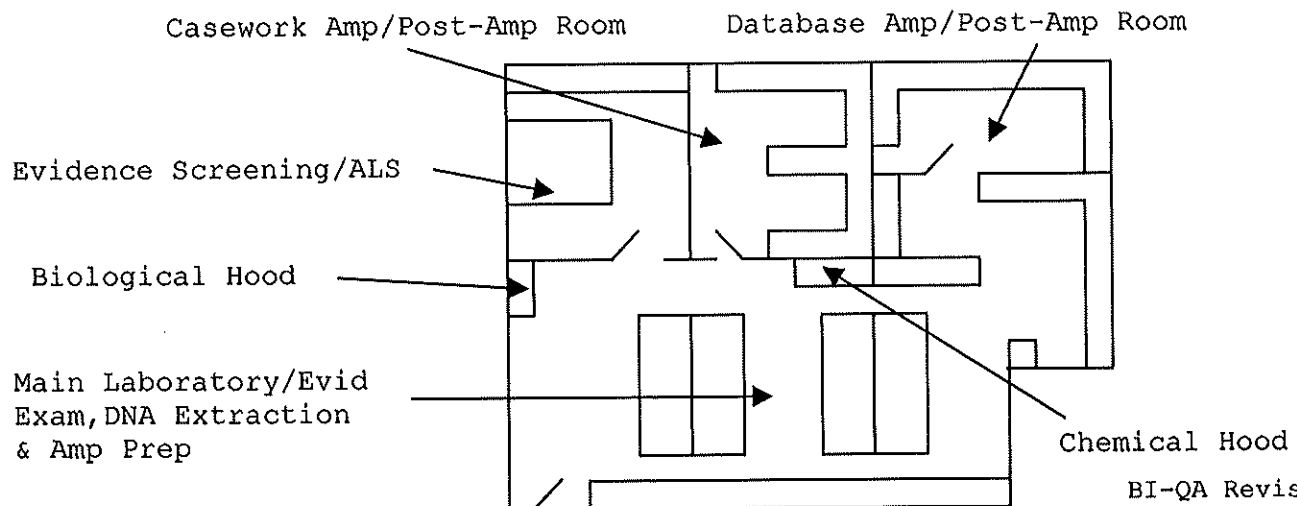 Casework Amp/Post-Amp Room
Database Amp/Post-Amp Room
Evidence Screening/ALS
Biological Hood
Main Laboratory/Evid
Exam,DNA Extraction
& Amp Prep
Chemical Hood
BI-QA Revis